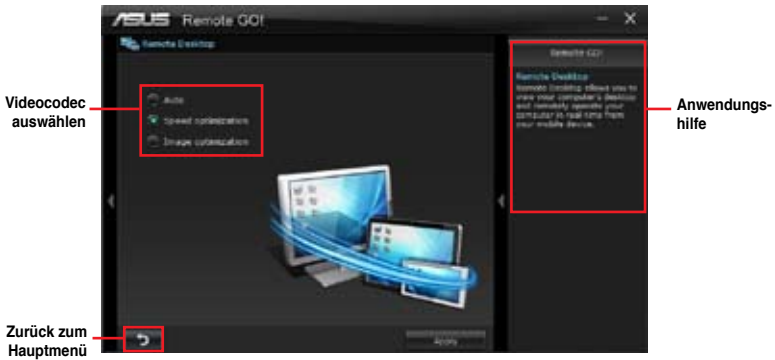 ASUS Remote GO!
Remote Desktop
Auto
Speed optimization
Image optimization
Apply
Remote GO!
Remote Desktop
Remote Desktop allows you to
view your computer's desktop
and remotely operate your
computer in real-time from
your mobile device.
Videocodec
auswählen
Anwendungs-
hilfe
Zurück zum
Hauptmenü